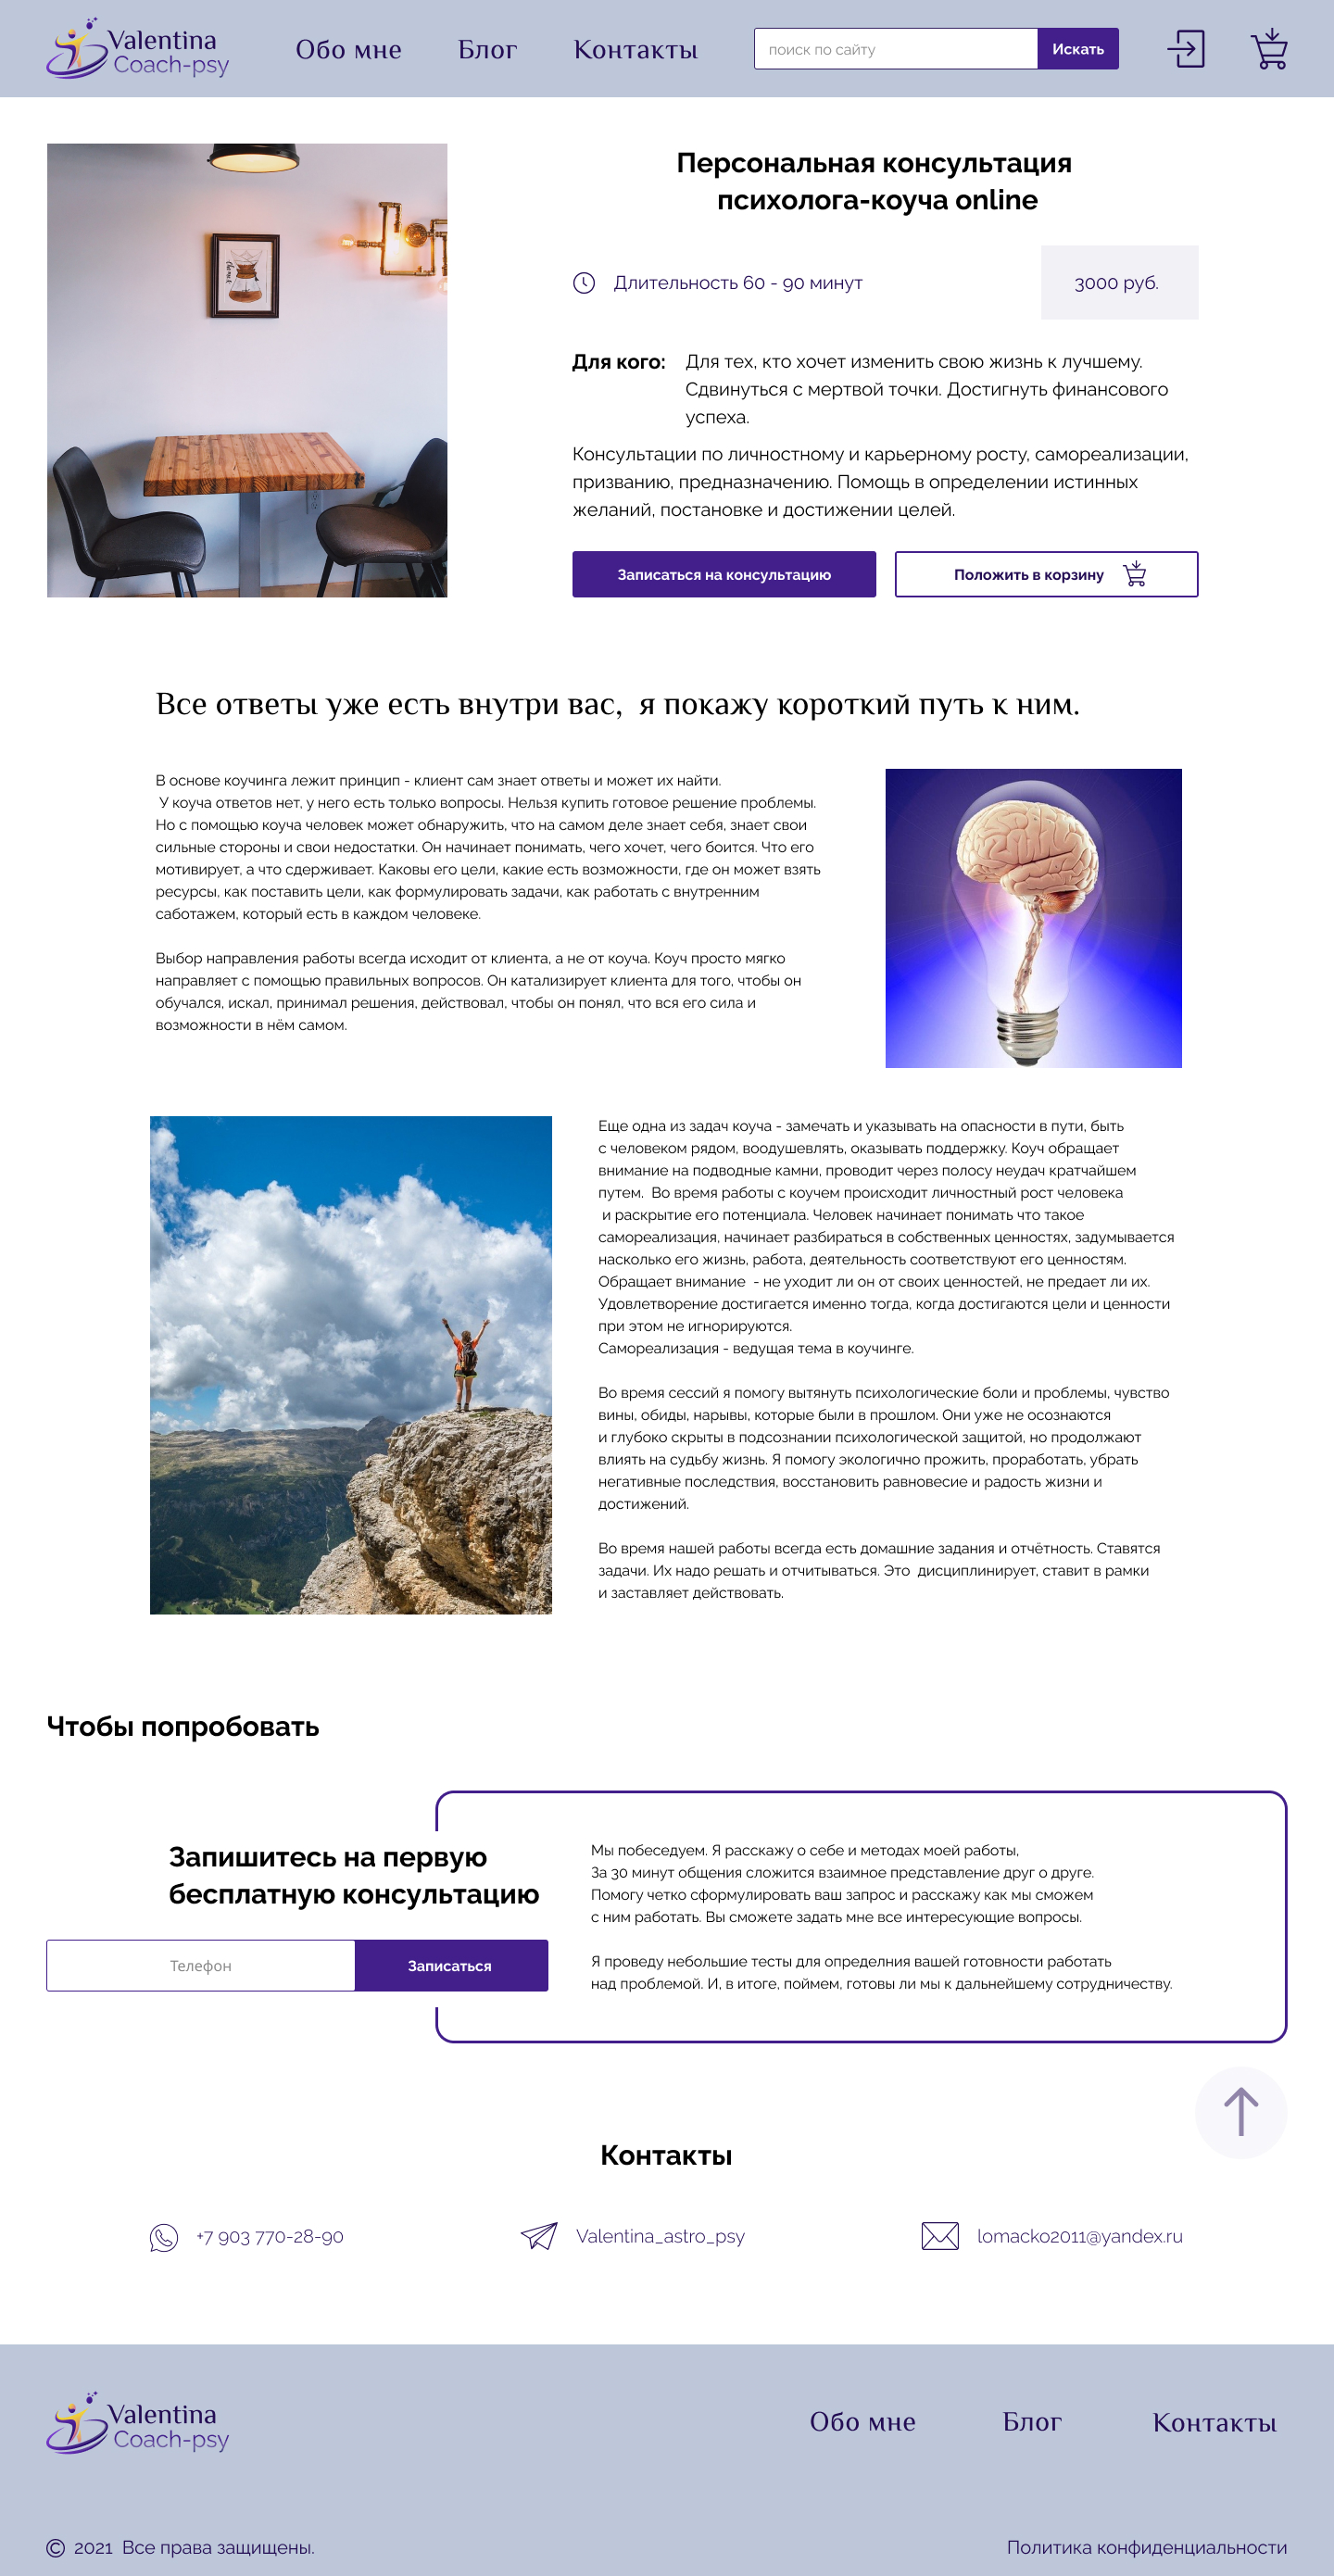 Valentina
Coach-psy
Обо мне
Блог
Контакты
поиск по сайту
Искать
Персональная консультация
психолога-коуча online
Длительность 60 - 90 минут
3000 руб.
Для кого:
Для тех, кто хочет изменить свою жизнь к лучшему.
Сдвинуться с мертвой точки. Достигнуть финансового
успеха.
Консультации по личностному и карьерному росту, самореализации,
призванию, предназначению. Помощь в определении истинных
желаний, постановке и достижении целей.
Записаться на консультацию
Положить в корзину
Все ответы уже есть внутри вас, я покажу короткий путь к ним.
В основе коучинга лежит принцип - клиент сам знает ответы и может их найти.
У коуча ответов нет, у него есть только вопросы. Нельзя купить готовое решение проблемы.
Но с помощью коуча человек может обнаружить, что на самом деле знает себя, знает свои
сильные стороны и свои недостатки. Он начинает понимать, чего хочет, чего боится. Что его
мотивирует, а что сдерживает. Каковы его цели, какие есть возможности, где он может взять
ресурсы, как поставить цели, как формулировать задачи, как работать с внутренним
саботажем, который есть в каждом человеке.
Выбор направления работы всегда исходит от клиента, а не от коуча. Коуч просто мягко
направляет с помощью правильных вопросов. Он катализирует клиента для того, чтобы он
обучался, искал, принимал решения, действовал, чтобы он понял, что вся его сила и
возможности в нём самом.
Еще одна из задач коуча - замечать и указывать на опасности в пути, быть
с человеком рядом, воодушевлять, оказывать поддержку. Коуч обращает
внимание на подводные камни, проводит через полосу неудач кратчайшем
путем. Во время работы с коучем происходит личностный рост человека
и раскрытие его потенциала. Человек начинает понимать что такое
самореализация, начинает разбираться в собственных ценностях, задумывается
насколько его жизнь, работа, деятельность соответствуют его ценностям.
Обращает внимание - не уходит ли он от своих ценностей, не предает ли их.
Удовлетворение достигается именно тогда, когда достигаются цели и ценности
при этом не игнорируются.
Самореализация - ведущая тема в коучинге.
Во время сессий я помогу вытянуть психологические боли и проблемы, чувство
вины, обиды, нарывы, которые были в прошлом. Они уже не осознаются
и глубоко скрыты в подсознании психологической защитой, но продолжают
влиять на судьбу жизнь. Я помогу экологично прожить, проработать, убрать
негативные последствия, восстановить равновесие и радость жизни и
достижений.
Во время нашей работы всегда есть домашние задания и отчётность. Ставятся
задачи. Их надо решать и отчитываться. Это дисциплинирует, ставит в рамки
и заставляет действовать.
Чтобы попробовать
Запишитесь на первую
бесплатную консультацию
Телефон
Записаться
Мы побеседуем. Я расскажу о себе и методах моей работы,
За 30 минут общения сложится взаимное представление друг о друге.
Помогу четко сформулировать ваш запрос и расскажу как мы сможем
с ним работать. Вы сможете задать мне все интересующие вопросы.
Я проведу небольшие тесты для определния вашей готовности работать
над проблемой. И, в итоге, поймем, готовы ли мы к дальнейшему сотрудничеству.
Контакты
+7 903 770-28-90
Valentina_astro_psy
lomacko2011@yandex.ru
Valentina
Coach-psy
Обо мне
Блог
Контакты
© 2021 Все права защищены.
Политика конфиденциальности